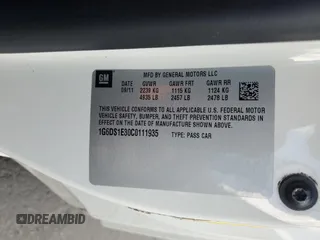 GM
MFD BY GENERAL MOTORS LLC
DATE GVWR GAWR FRT GAWR RR
09/11 2239 KG 1115 KG 1124 KG
4935 LB 2457 LB 2478 LB
THIS VEHICLE CONFORMS TO ALL APPLICABLE U.S. FEDERAL MOTOR
VEHICLE SAFETY, BUMPER, AND THEFT PREVENTION STANDARDS
IN EFFECT ON THE DATE OF MANUFACTURE SHOWN ABOVE.
1G6DS1E30C0111935 TYPE: PASS CAR
DREAMBID